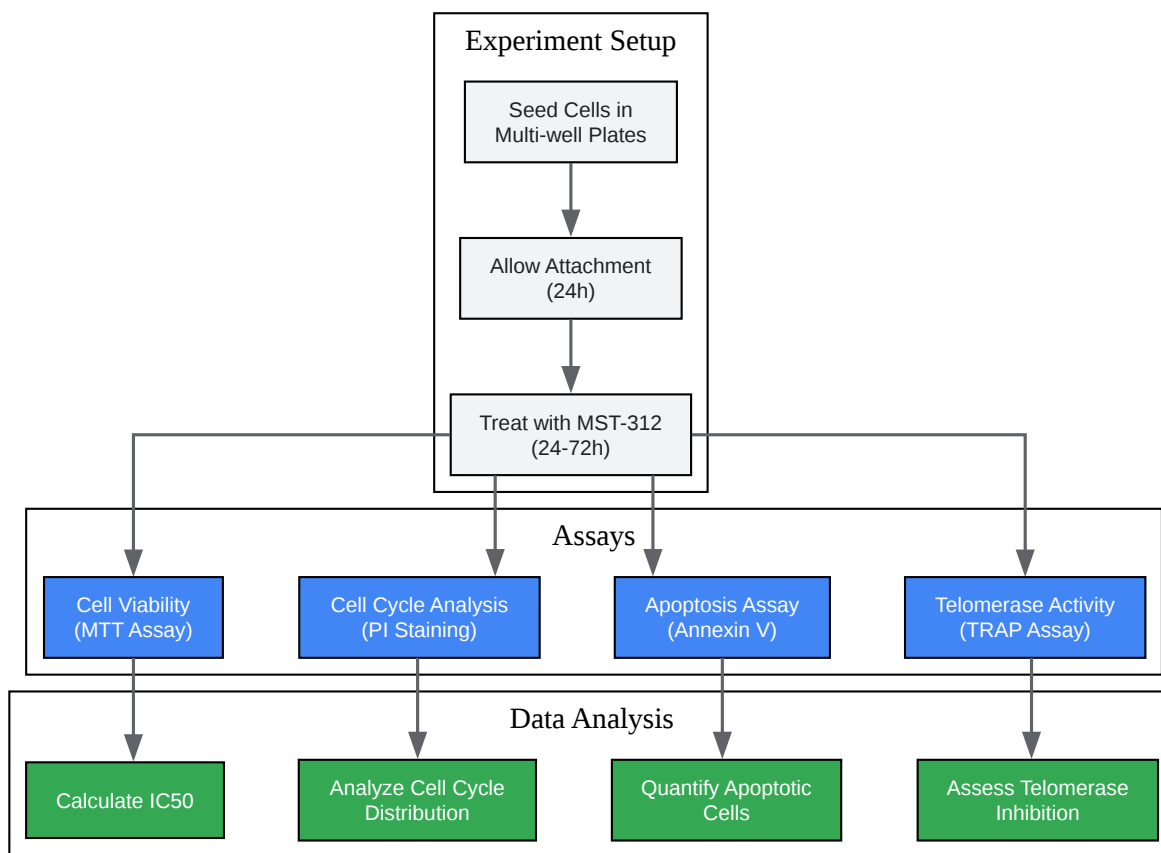 Experiment Setup
Seed Cells in
Multi-well Plates
Allow Attachment
(24h)
Treat with MST-312
(24-72h)
Assays
Cell Viability
(MTT Assay)
Cell Cycle Analysis
(PI Staining)
Apoptosis Assay
(Annexin V)
Telomerase Activity
(TRAP Assay)
Data Analysis
Calculate IC50
Analyze Cell Cycle
Distribution
Quantify Apoptotic
Cells
Assess Telomerase
Inhibition